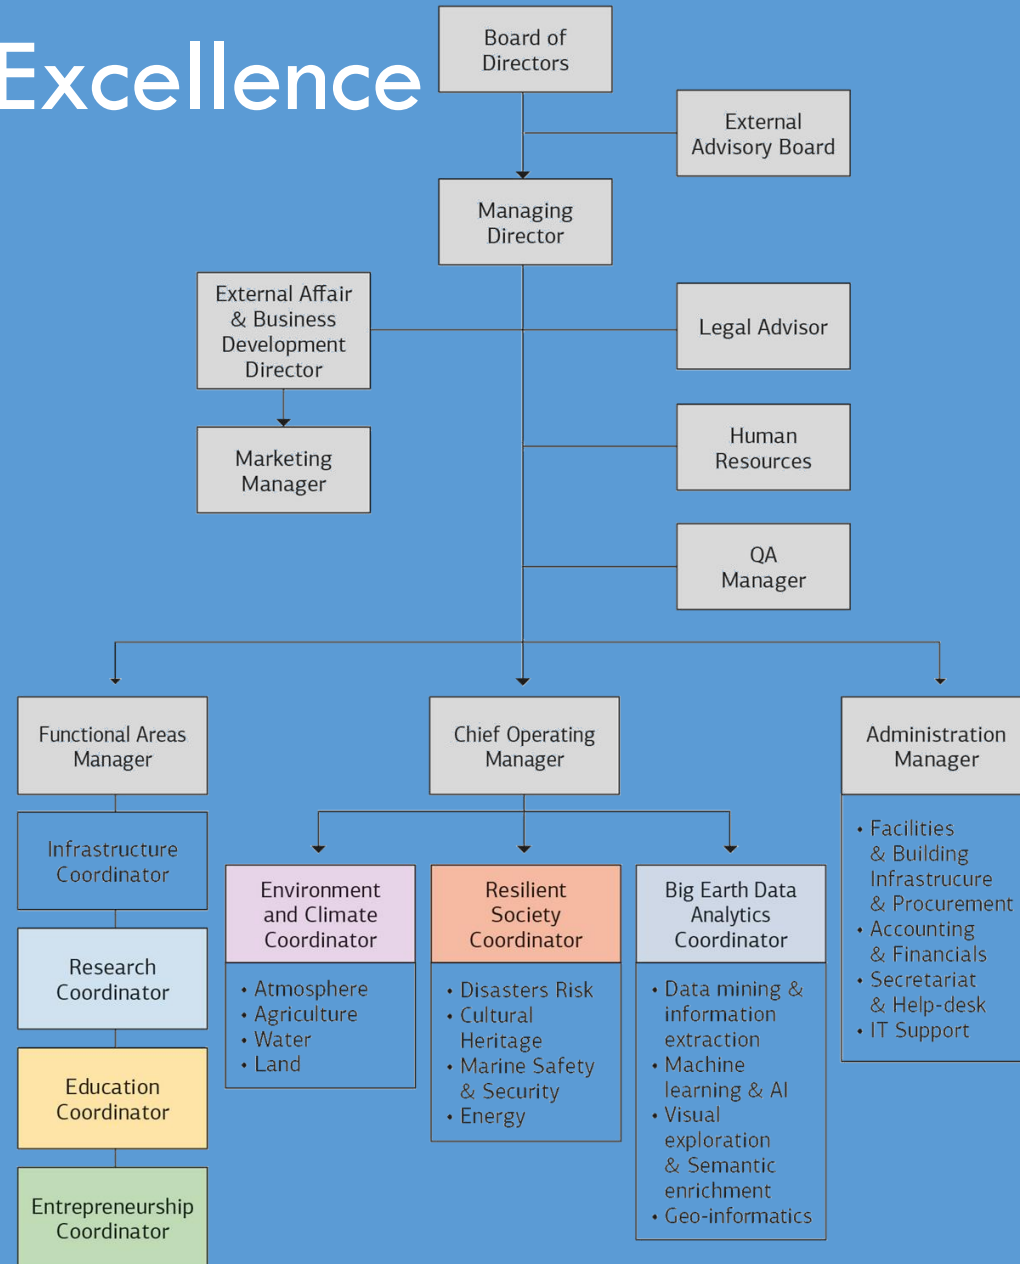 Excellence
Board of
Directors
External
Advisory Board
Managing
Director
External Affair
& Business
Development
Director
Legal Advisor
Marketing
Manager
Human
Resources
QA
Manager
Functional Areas
Manager
Chief Operating
Manager
Administration
Manager
Infrastructure
Coordinator
Research
Coordinator
Education
Coordinator
Entrepreneurship
Coordinator
Environment
and Climate
Coordinator
• Atmosphere
• Agriculture
• Water
• Land
Resilient
Society
Coordinator
• Disasters Risk
• Cultural
Heritage
• Marine Safety
& Security
• Energy
Big Earth Data
Analytics
Coordinator
• Data mining &
information
extraction
• Machine
learning & AI
• Visual
exploration
& Semantic
enrichment
• Geo-informatics
• Facilities
& Building
Infrastrucure
& Procurement
• Accounting
& Financials
• Secretariat
& Help-desk
• IT Support